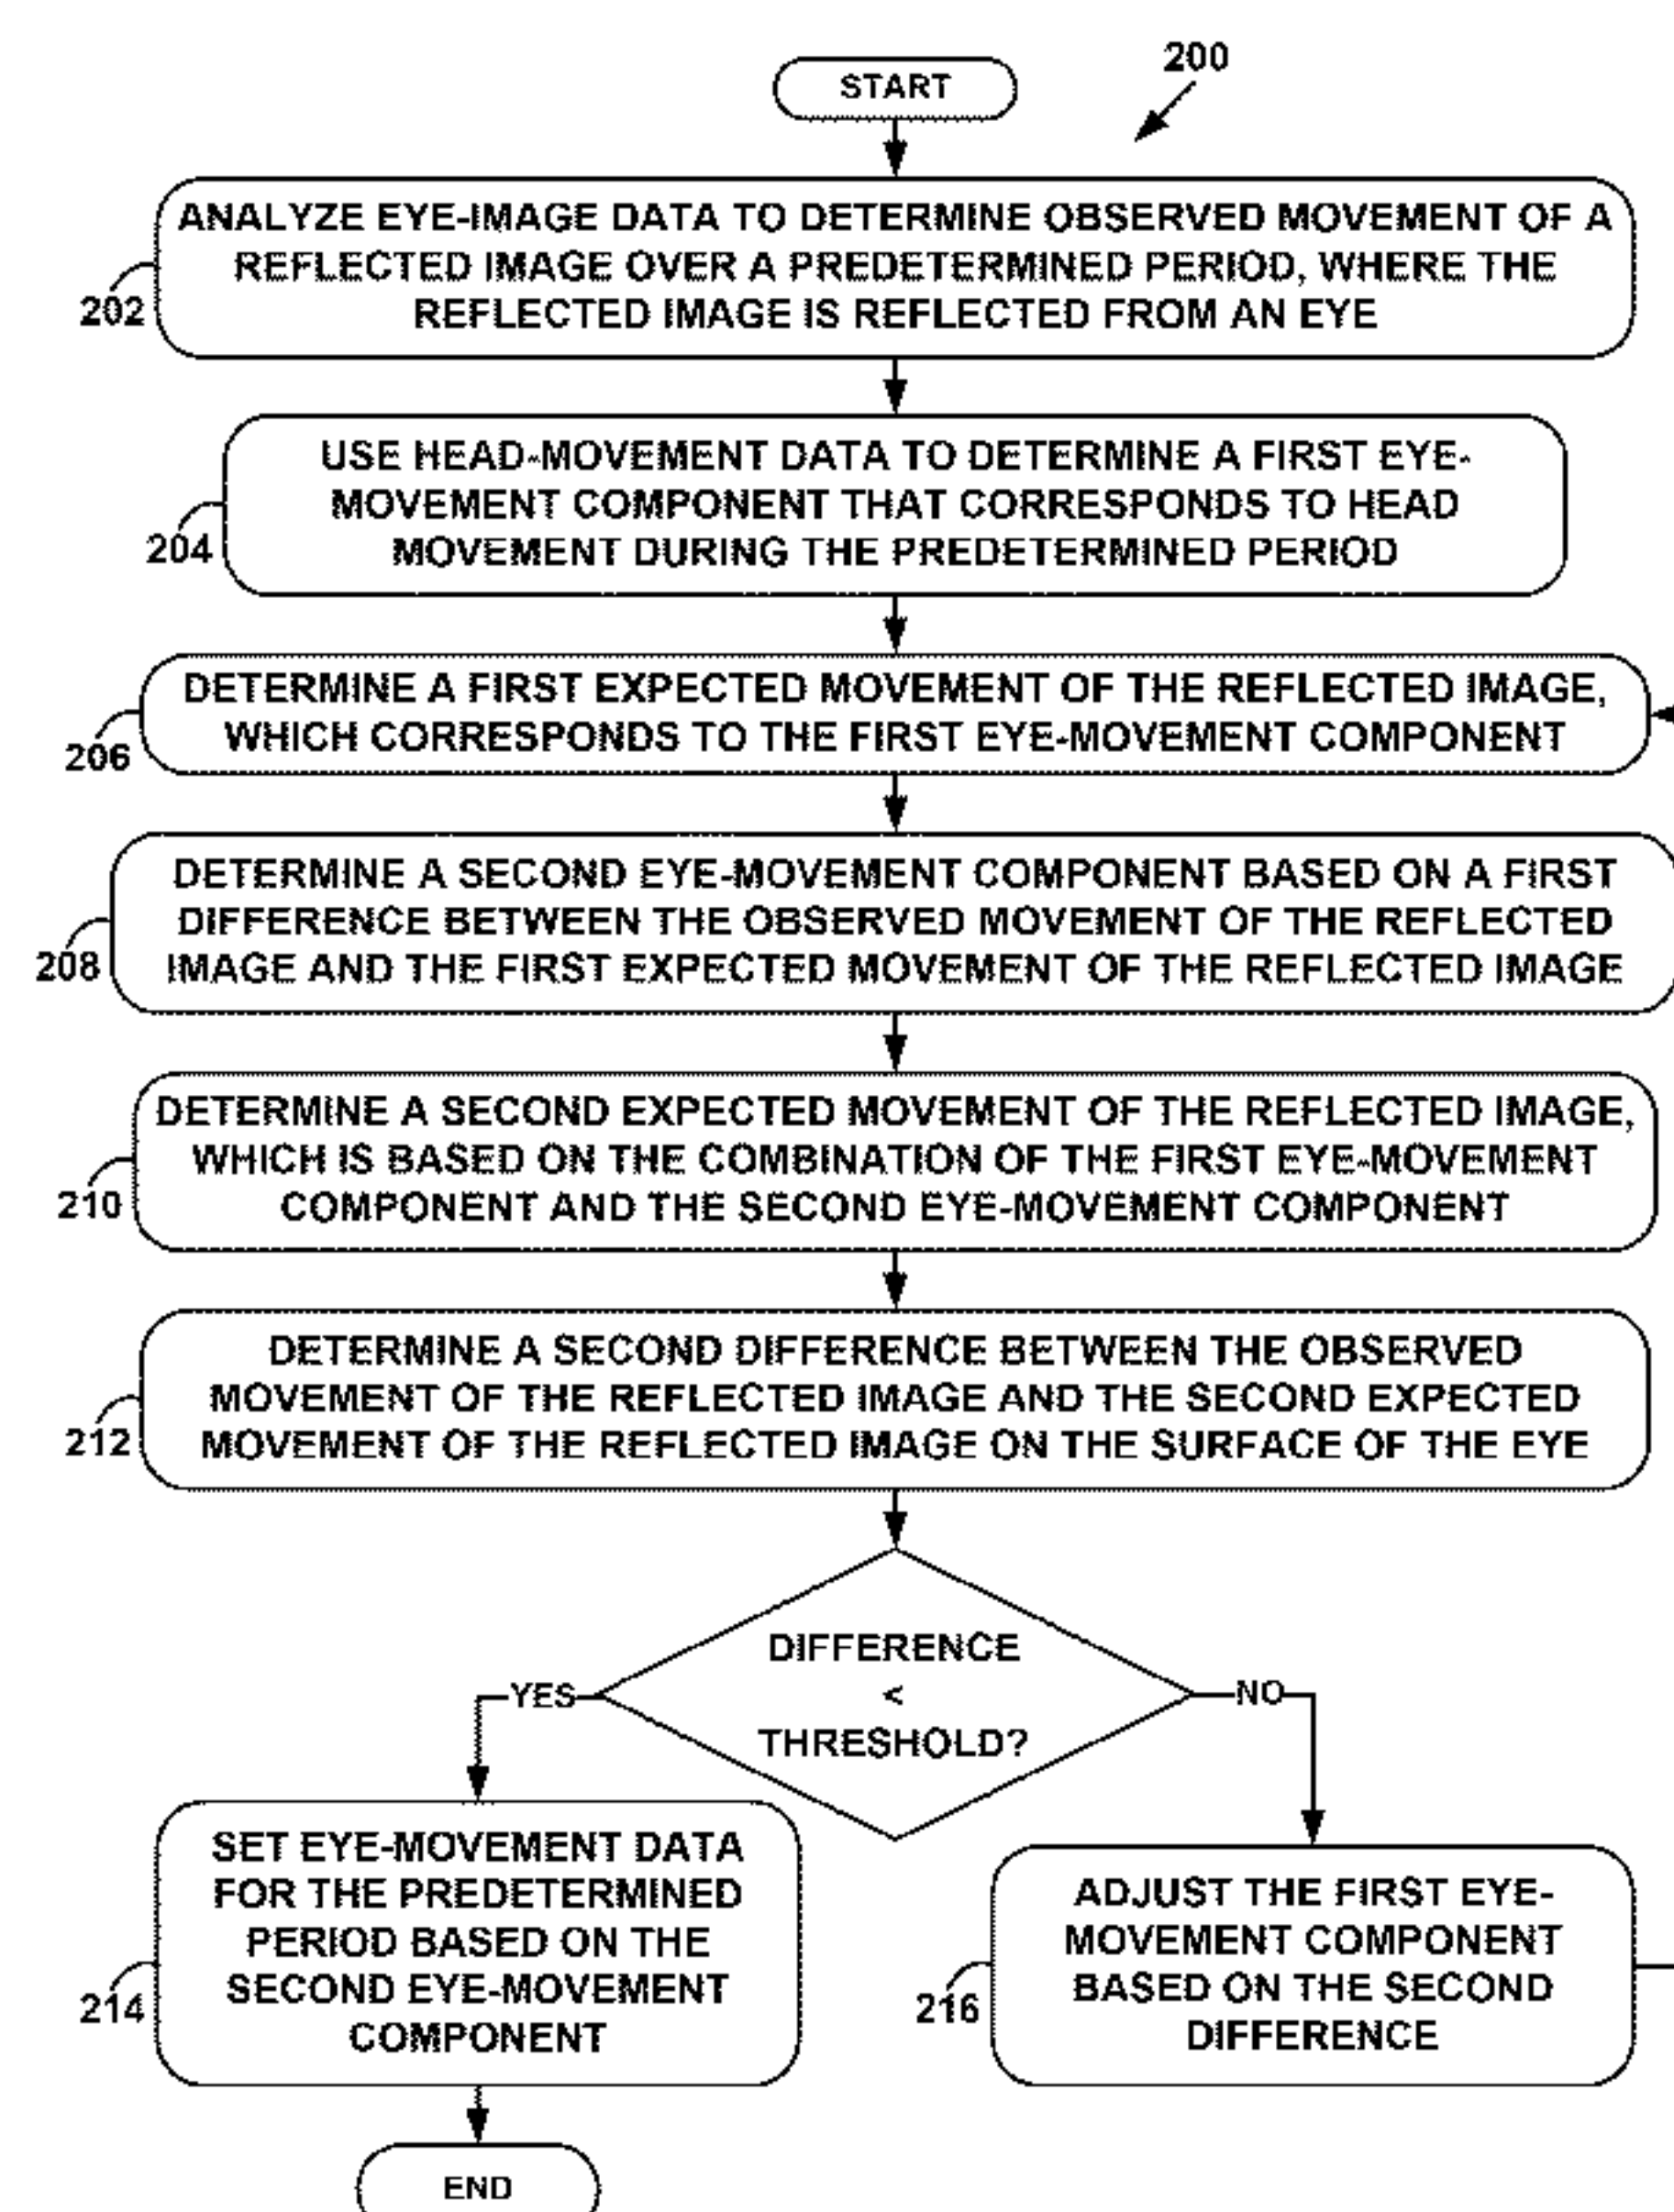 200
START
ANALYZE EYE-IMAGE DATA TO DETERMINE OBSERVED MOVEMENT OF A
REFLECTED IMAGE OVER A PREDETERMINED PERIOD, WHERE THE
REFLECTED IMAGE IS REFLECTED FROM AN EYE
202
USE HEAD-MOVEMENT DATA TO DETERMINE A FIRST EYE-
MOVEMENT COMPONENT THAT CORRESPONDS TO HEAD
MOVEMENT DURING THE PREDETERMINED PERIOD
204
DETERMINE A FIRST EXPECTED MOVEMENT OF THE REFLECTED IMAGE,
WHICH CORRESPONDS TO THE FIRST EYE-MOVEMENT COMPONENT
206
DETERMINE A SECOND EYE-MOVEMENT COMPONENT BASED ON A FIRST
DIFFERENCE BETWEEN THE OBSERVED MOVEMENT OF THE REFLECTED
IMAGE AND THE FIRST EXPECTED MOVEMENT OF THE REFLECTED IMAGE
208
DETERMINE A SECOND EXPECTED MOVEMENT OF THE REFLECTED IMAGE,
WHICH IS BASED ON THE COMBINATION OF THE FIRST EYE-MOVEMENT
COMPONENT AND THE SECOND EYE-MOVEMENT COMPONENT
210
DETERMINE A SECOND DIFFERENCE BETWEEN THE OBSERVED
MOVEMENT OF THE REFLECTED IMAGE AND THE SECOND EXPECTED
MOVEMENT OF THE REFLECTED IMAGE ON THE SURFACE OF THE EYE
212
DIFFERENCE
<
THRESHOLD?
YES
NO
SET EYE-MOVEMENT DATA
FOR THE PREDETERMINED
PERIOD BASED ON THE
SECOND EYE-MOVEMENT
COMPONENT
214
ADJUST THE FIRST EYE-
MOVEMENT COMPONENT
BASED ON THE SECOND
DIFFERENCE
216
END